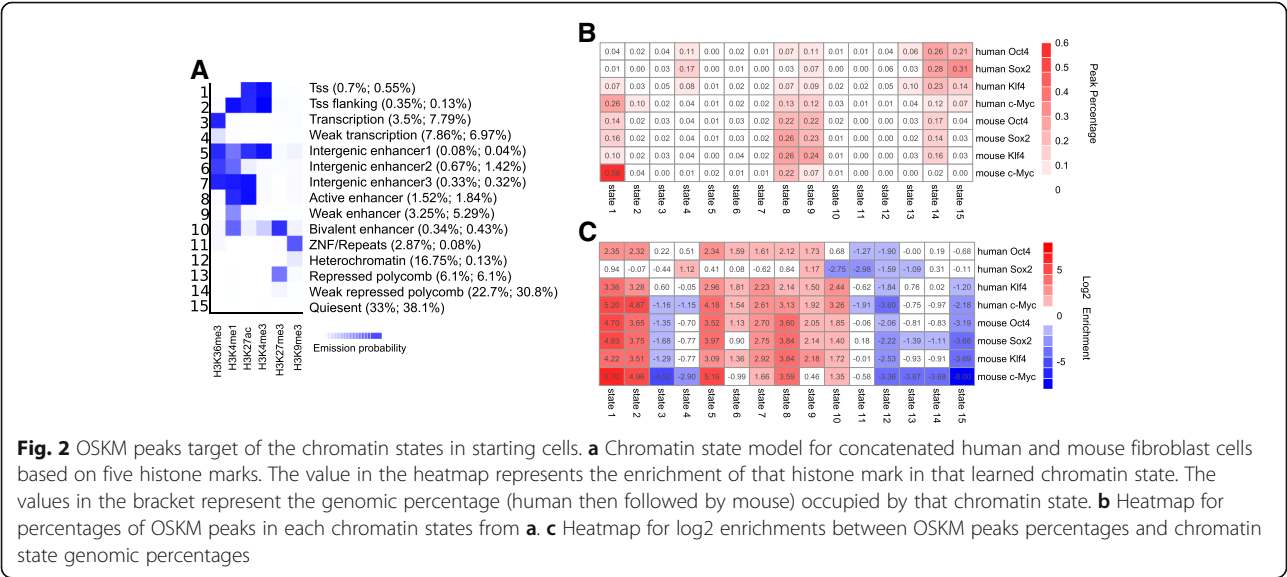 A
1 Tss (0.7%; 0.55%)
2 Tss flanking (0.35%; 0.13%)
3 Transcription (3.5%; 7.79%)
4 Weak transcription (7.86%; 6.97%)
5 Intergenic enhancer1 (0.08%; 0.04%)
6 Intergenic enhancer2 (0.67%; 1.42%)
7 Intergenic enhancer3 (0.33%; 0.32%)
8 Active enhancer (1.52%; 1.84%)
9 Weak enhancer (3.25%; 5.29%)
10 Bivalent enhancer (0.34%; 0.43%)
11 ZNF/Repeats (2.87%; 0.08%)
12 Heterochromatin (16.75%; 0.13%)
13 Repressed polycomb (6.1%; 6.1%)
14 Weak repressed polycomb (22.7%; 30.8%)
15 Quiesent (33%; 38.1%)
H3K36me3 H3K4me1 H3K27ac H3K4me3 H3K27me3 H3K9me3
Emission probability
B
0.04 0.02 0.04 0.11 0.00 0.02 0.01 0.07 0.11 0.01 0.01 0.04 0.06 0.26 0.21 human Oct4
0.01 0.00 0.03 0.17 0.00 0.01 0.00 0.03 0.07 0.00 0.00 0.06 0.03 0.28 0.31 human Sox2
0.07 0.03 0.05 0.08 0.01 0.02 0.02 0.07 0.09 0.02 0.02 0.05 0.10 0.23 0.14 human Klf4
0.26 0.10 0.02 0.04 0.01 0.02 0.02 0.13 0.12 0.03 0.01 0.01 0.04 0.12 0.07 human c-Myc
0.14 0.02 0.03 0.04 0.00 0.03 0.02 0.22 0.22 0.02 0.00 0.00 0.03 0.17 0.04 mouse Oct4
0.16 0.02 0.02 0.04 0.01 0.03 0.02 0.26 0.23 0.01 0.00 0.00 0.02 0.14 0.03 mouse Sox2
0.10 0.02 0.03 0.04 0.00 0.04 0.02 0.26 0.24 0.01 0.00 0.00 0.03 0.16 0.03 mouse Klf4
0.04 0.00 0.01 0.02 0.01 0.01 0.22 0.07 0.01 0.00 0.00 0.00 0.02 0.00 mouse c-Myc
state 1 state 2 state 3 state 4 state 5 state 6 state 7 state 8 state 9 state 10 state 11 state 12 state 13 state 14 state 15
0.6
0.5
0.4
0.3
0.2
0.1
0
Peak Percentage
C
2.35 2.32 0.22 0.51 2.34 1.59 1.61 2.12 1.73 0.68 -1.27 -1.90 -0.00 0.19 -0.68 human Oct4
0.94 -0.07 -0.44 1.12 0.41 0.08 -0.62 0.84 1.17 -2.75 -2.98 -1.59 -1.09 0.31 -0.11 human Sox2
3.36 3.28 0.60 -0.05 2.96 1.81 2.23 2.14 1.50 2.44 -0.62 -1.84 0.76 0.02 -1.20 human Klf4
5.20 4.87 -1.16 -1.15 4.18 1.54 2.61 3.13 1.92 3.26 -1.91 -3.60 -0.75 -0.97 -2.18 human c-Myc
4.70 3.65 -1.35 -0.70 3.52 1.13 2.70 3.60 2.05 1.85 -0.06 -2.06 -0.81 -0.83 -3.19 mouse Oct4
4.83 3.75 -1.68 -0.77 3.97 0.90 2.75 3.84 2.14 1.40 0.18 -2.22 -1.39 -1.11 -3.68 mouse Sox2
4.22 3.51 -1.29 -0.77 3.09 1.36 2.92 3.84 2.18 1.72 -0.01 -2.53 -0.93 -0.91 -3.69 mouse Klf4
4.96 -2.90 5.16 -0.99 1.66 3.59 0.46 1.35 -0.58 -3.36 -3.67 mouse c-Myc
state 1 state 2 state 3 state 4 state 5 state 6 state 7 state 8 state 9 state 10 state 11 state 12 state 13 state 14 state 15
5
0
-5
Log2 Enrichment
Fig. 2 OSKM peaks target of the chromatin states in starting cells. a Chromatin state model for concatenated human and mouse fibroblast cells
based on five histone marks. The value in the heatmap represents the enrichment of that histone mark in that learned chromatin state. The
values in the bracket represent the genomic percentage (human then followed by mouse) occupied by that chromatin state. b Heatmap for
percentages of OSKM peaks in each chromatin states from a. c Heatmap for log2 enrichments between OSKM peaks percentages and chromatin
state genomic percentages